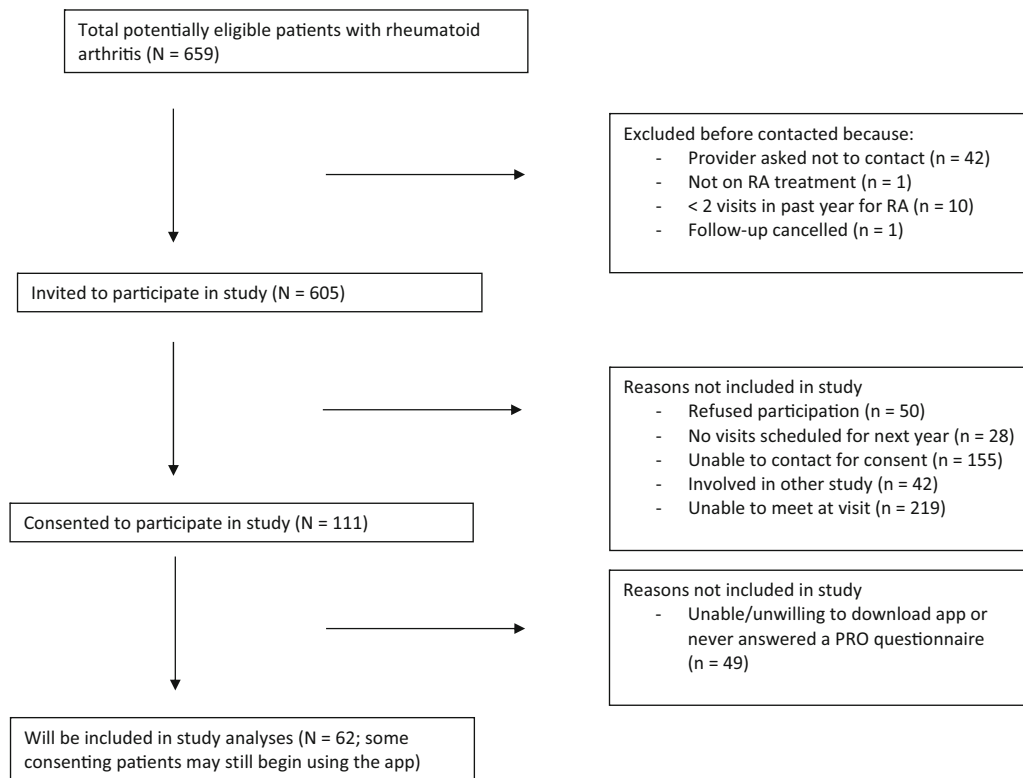 Total potentially eligible patients with rheumatoid
arthritis (N = 659)
Excluded before contacted because:
- Provider asked not to contact (n = 42)
- Not on RA treatment (n = 1)
- < 2 visits in past year for RA (n = 10)
- Follow-up cancelled (n = 1)
Invited to participate in study (N = 605)
Reasons not included in study
- Refused participation (n = 50)
- No visits scheduled for next year (n = 28)
- Unable to contact for consent (n = 155)
- Involved in other study (n = 42)
- Unable to meet at visit (n = 219)
Consented to participate in study (N = 111)
Reasons not included in study
- Unable/unwilling to download app or
never answered a PRO questionnaire
(n = 49)
Will be included in study analyses (N = 62; some
consenting patients may still begin using the app)